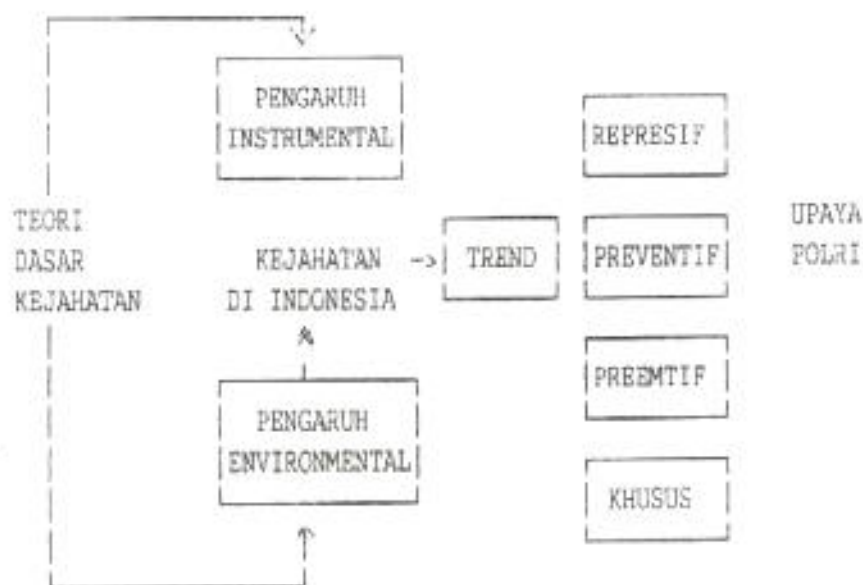 PENGARUH
INSTRUMENTAL
REPRESIF
TEORI
DASAR
KEJAHATAN
KEJAHATAN
DI INDONESIA
->
TREND
PREVENTIF
UPAYA
POLRI
PENGARUH
ENVIRONMENTAL
PREEMTIF
KHUSUS